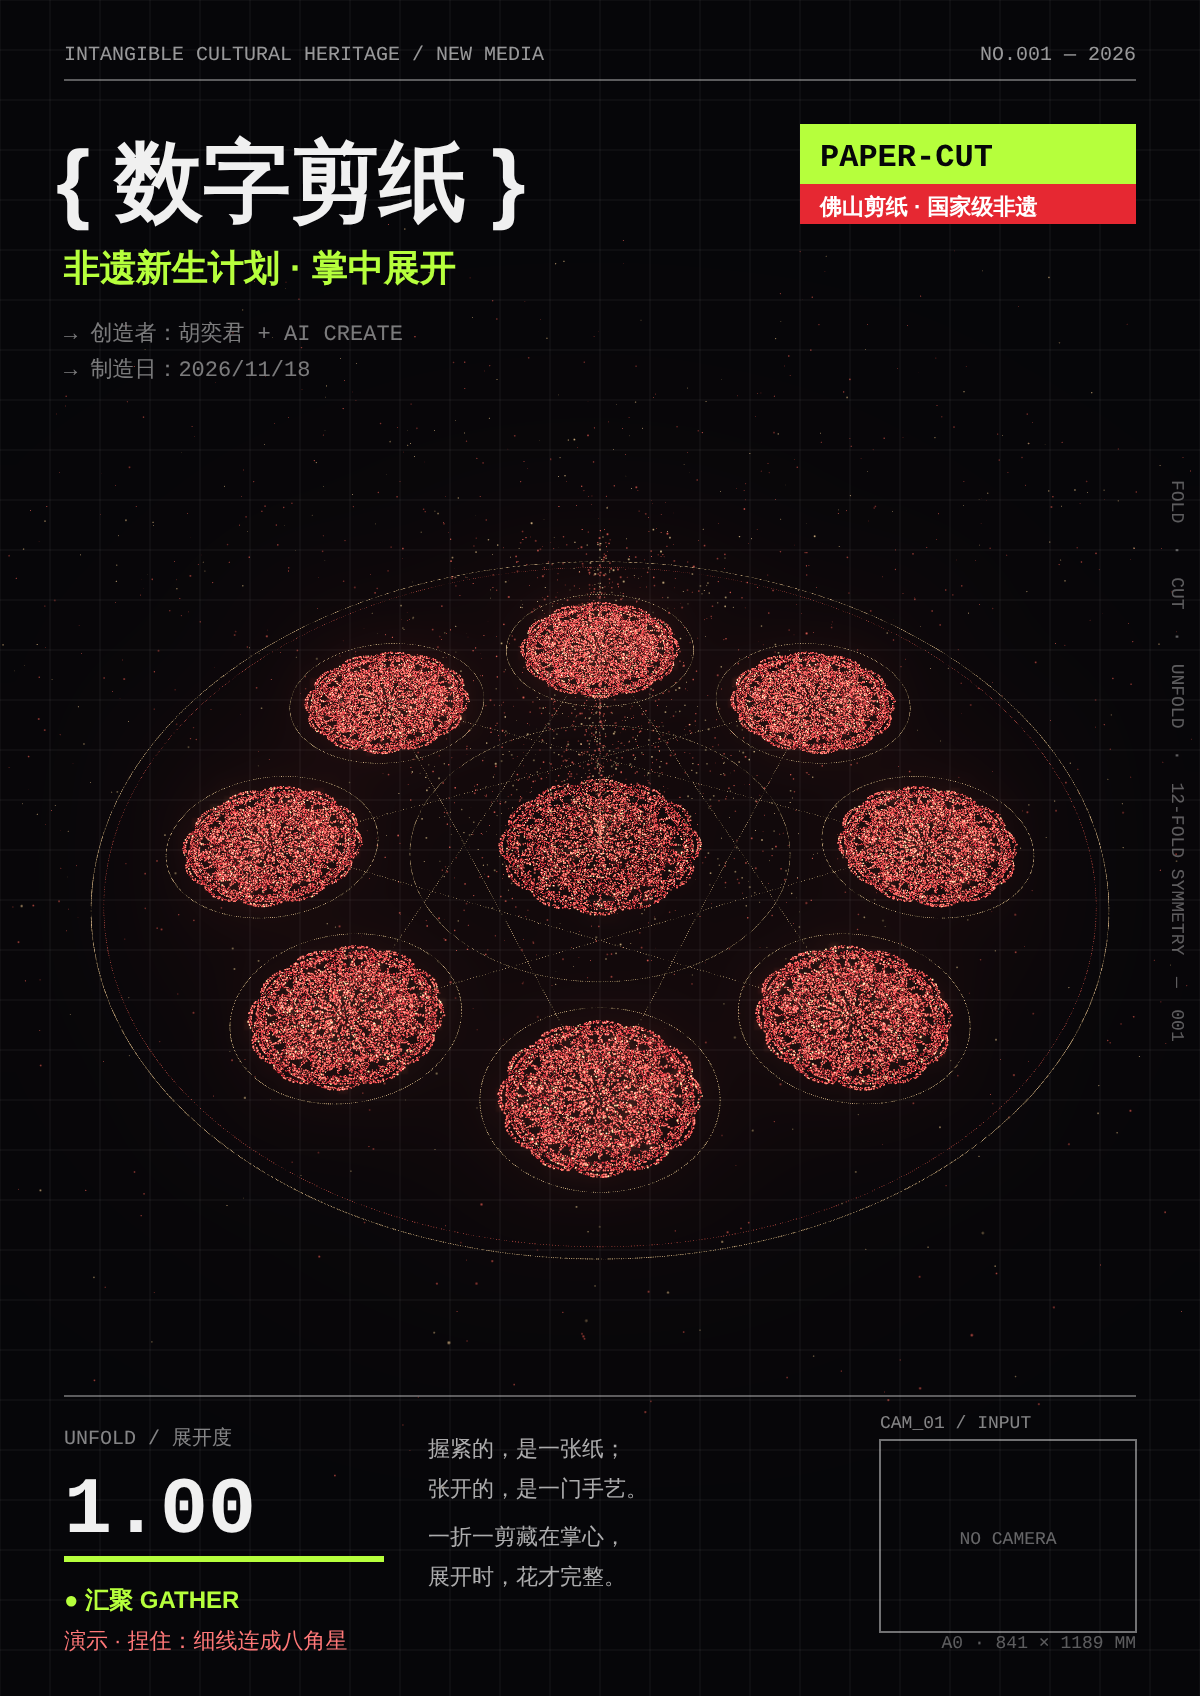 INTANGIBLE CULTURAL HERITAGE / NEW MEDIA
NO.001 — 2026
{ 数字剪纸 }
PAPER-CUT
佛山剪纸 · 国家级非遗
非遗新生计划 · 掌中展开
→ 创造者：胡奕君 + AI CREATE
→ 制造日：2026/11/18
FOLD · CUT · UNFOLD · 12-FOLD SYMMETRY — 001
UNFOLD / 展开度
1.00
● 汇聚 GATHER
演示 · 捏住：细线连成八角星
握紧的，是一张纸；
张开的，是一门手艺。
一折一剪藏在掌心，
展开时，花才完整。
CAM_01 / INPUT
NO CAMERA
A0 · 841 × 1189 MM